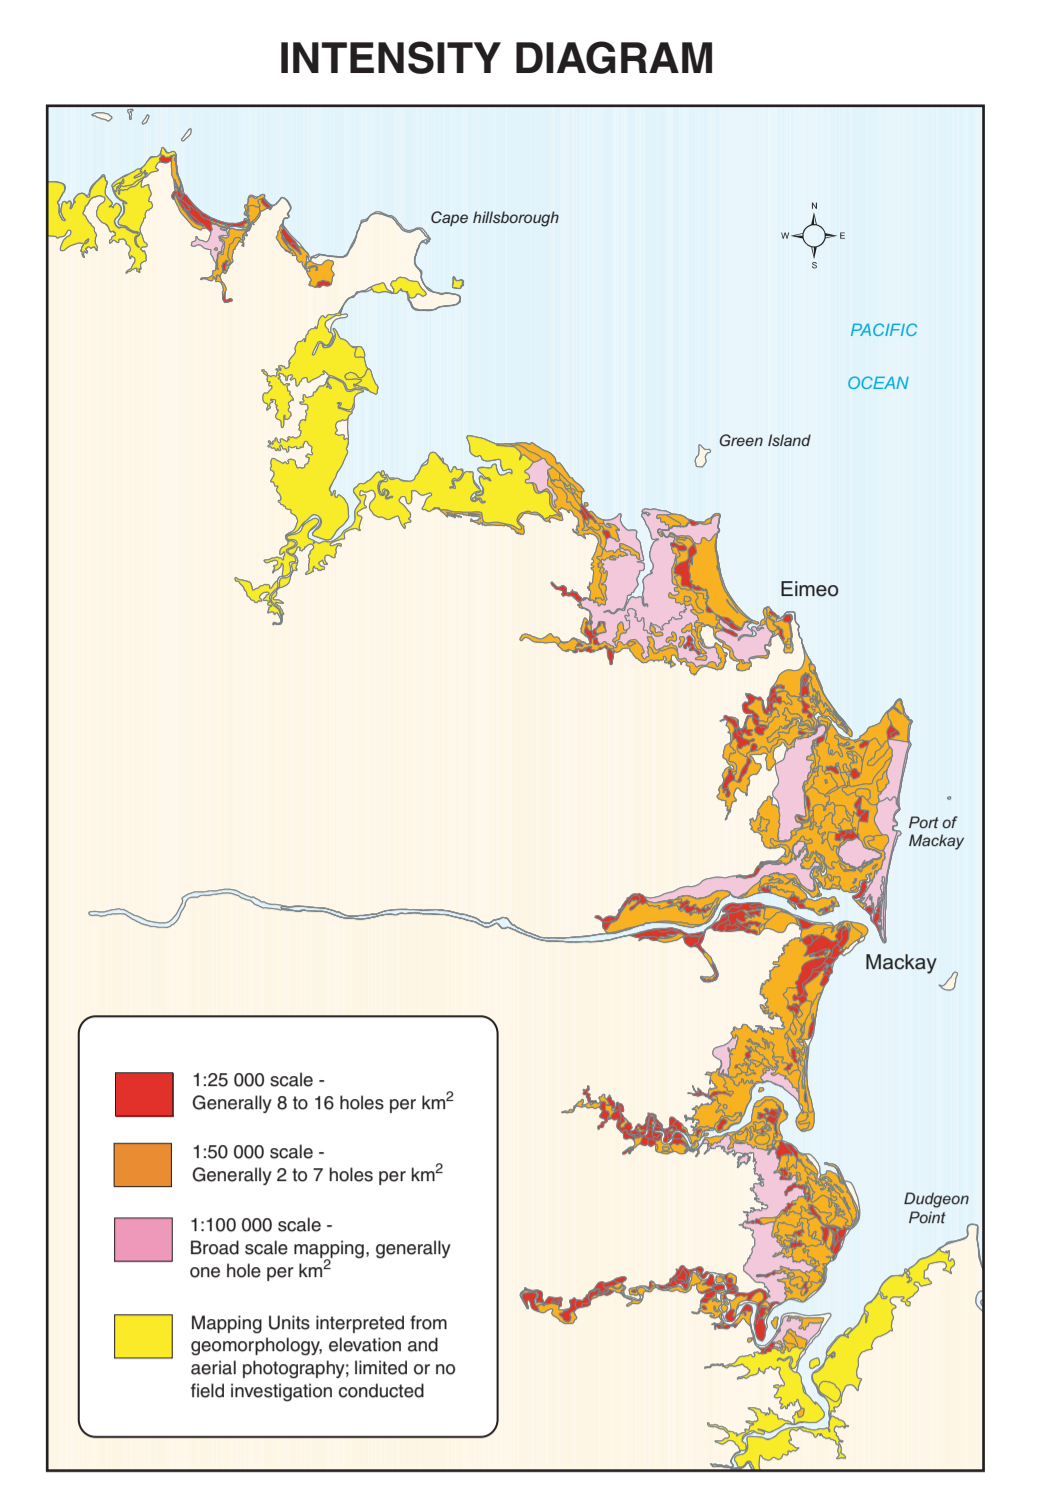 INTENSITY DIAGRAM
Cape hillsborough
N
W
E
S
PACIFIC
OCEAN
Green Island
Eimeo
Port of
Mackay
Mackay
1:25 000 scale -
Generally 8 to 16 holes per km²
1:50 000 scale -
Generally 2 to 7 holes per km²
1:100 000 scale -
Broad scale mapping, generally
one hole per km²
Dudgeon
Point
Mapping Units interpreted from
geomorphology, elevation and
aerial photography; limited or no
field investigation conducted